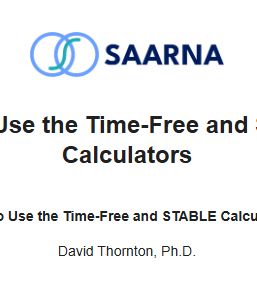 SAARNA
Use the Time-Free and
Calculators
Use the Time-Free and STABLE Calcu
David Thornton, Ph.D.